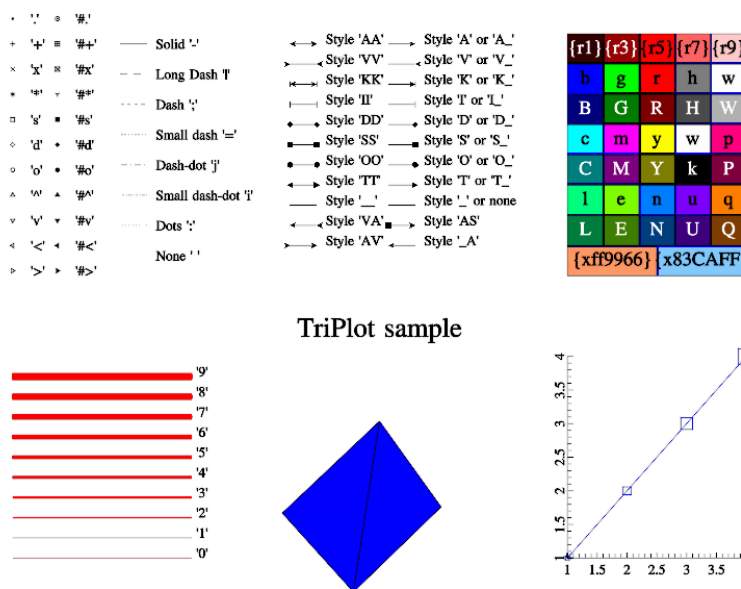 '.' '#.'
'+' '#+'
'x' '#x'
'*' '#*'
's' '#s'
'd' '#d'
'o' '#o'
'^' '#^'
'v' '#v'
'<' '#<'
'>' '#>'
Solid '-'
Long Dash '|'
Dash ';'
Small dash '='
Dash-dot 'j'
Small dash-dot 'i'
Dots ':'
None ' '
Style 'AA' Style 'A' or 'A_'
Style 'VV' Style 'V' or 'V_'
Style 'KK' Style 'K' or 'K_'
Style 'II' Style 'I' or 'I_'
Style 'DD' Style 'D' or 'D_'
Style 'SS' Style 'S' or 'S_'
Style 'OO' Style 'O' or 'O_'
Style 'TT' Style 'T' or 'T_'
Style '__' Style '_' or none
Style 'VA' Style 'AS'
Style 'AV' Style '_A'
{r1} {r3} {r5} {r7} {r9}
b g r h w
B G R H W
c m y w p
C M Y k P
l e n u q
L E N U Q
{xff9966} {x83CAFF
TriPlot sample
'9'
'8'
'7'
'6'
'5'
'4'
'3'
'2'
'1'
'0'
4
3.5
3
2.5
2
1.5
1
1 1.5 2 2.5 3 3.5